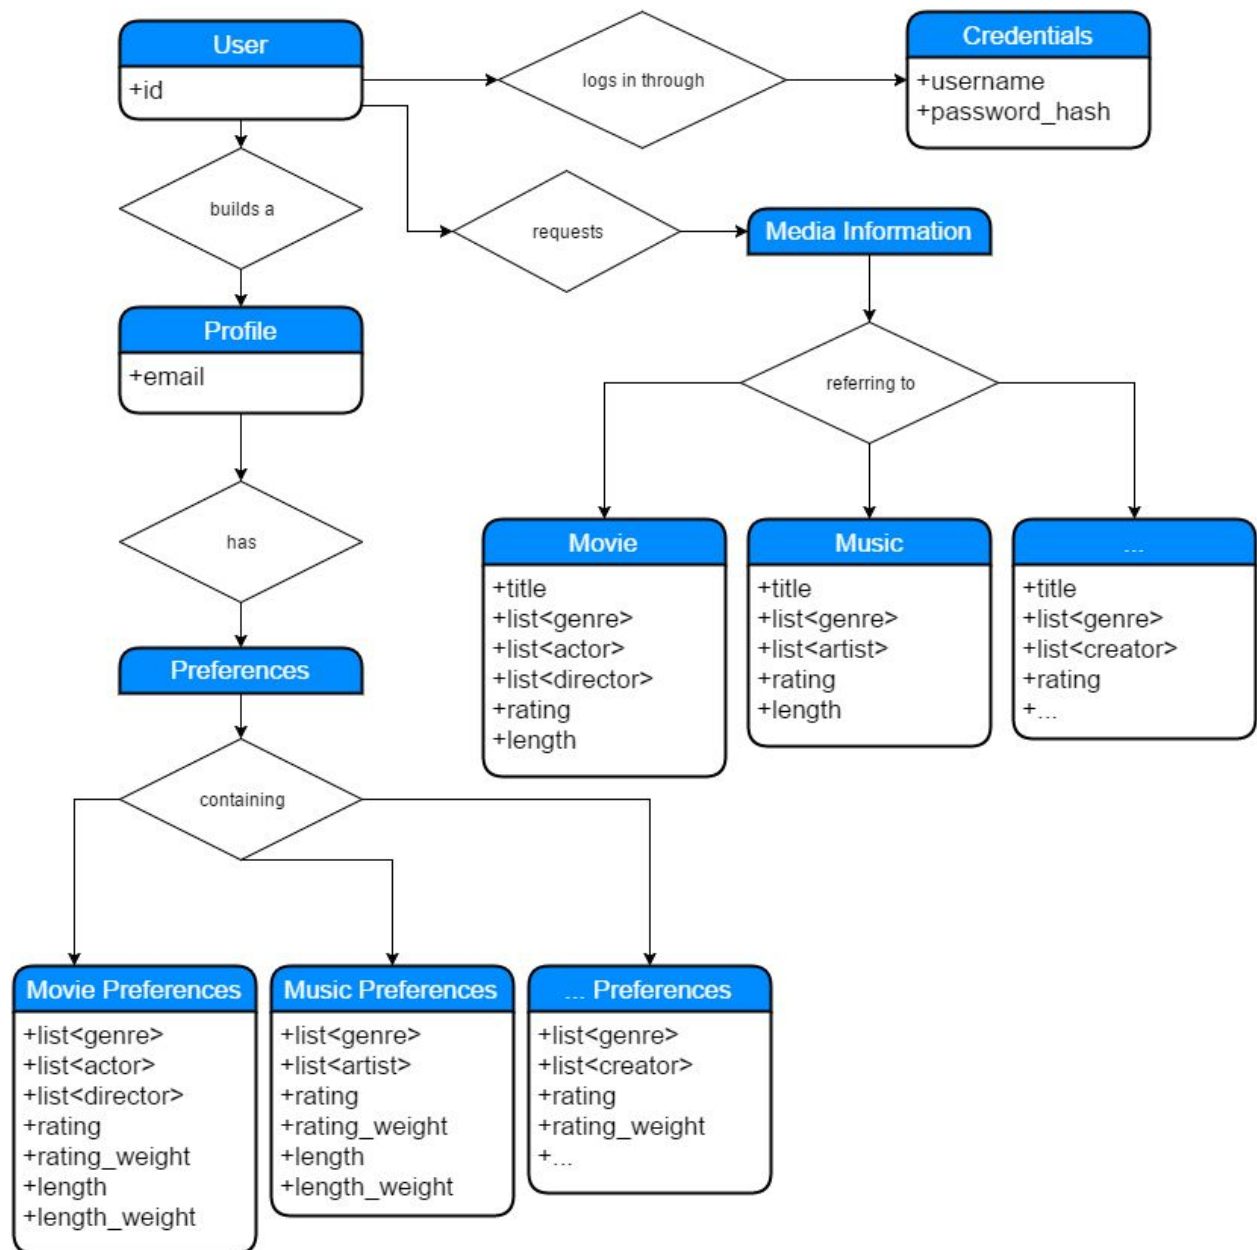 User
+id
logs in through
Credentials
+username
+password_hash
builds a
requests
Media Information
Profile
+email
referring to
has
Movie
+title
+list<genre>
+list<actor>
+list<director>
+rating
+length
Music
+title
+list<genre>
+list<artist>
+rating
+length
...
+title
+list<genre>
+list<creator>
+rating
+...
Preferences
containing
Movie Preferences
+list<genre>
+list<actor>
+list<director>
+rating
+rating_weight
+length
+length_weight
Music Preferences
+list<genre>
+list<artist>
+rating
+rating_weight
+length
+length_weight
... Preferences
+list<genre>
+list<creator>
+rating
+rating_weight
+...